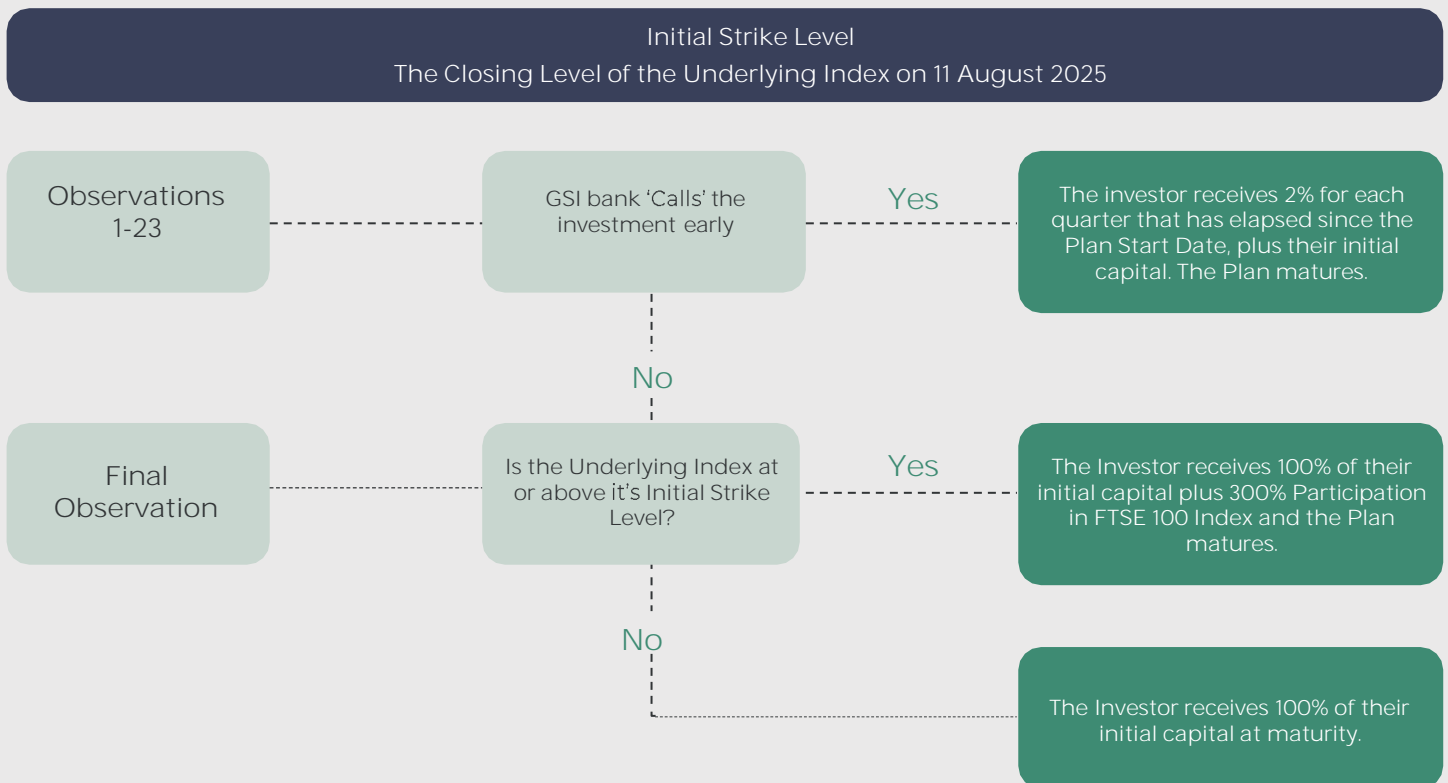 Initial Strike Level
The Closing Level of the Underlying Index on 11 August 2025
Observations
1-23
GSI bank ‘Calls’ the
investment early
Yes
The investor receives 2% for each
quarter that has elapsed since the
Plan Start Date, plus their initial
capital. The Plan matures.
No
Final
Observation
Is the Underlying Index at
or above it’s Initial Strike
Level?
Yes
The Investor receives 100% of their
initial capital plus 300% Participation
in FTSE 100 Index and the Plan
matures.
No
The Investor receives 100% of their
initial capital at maturity.